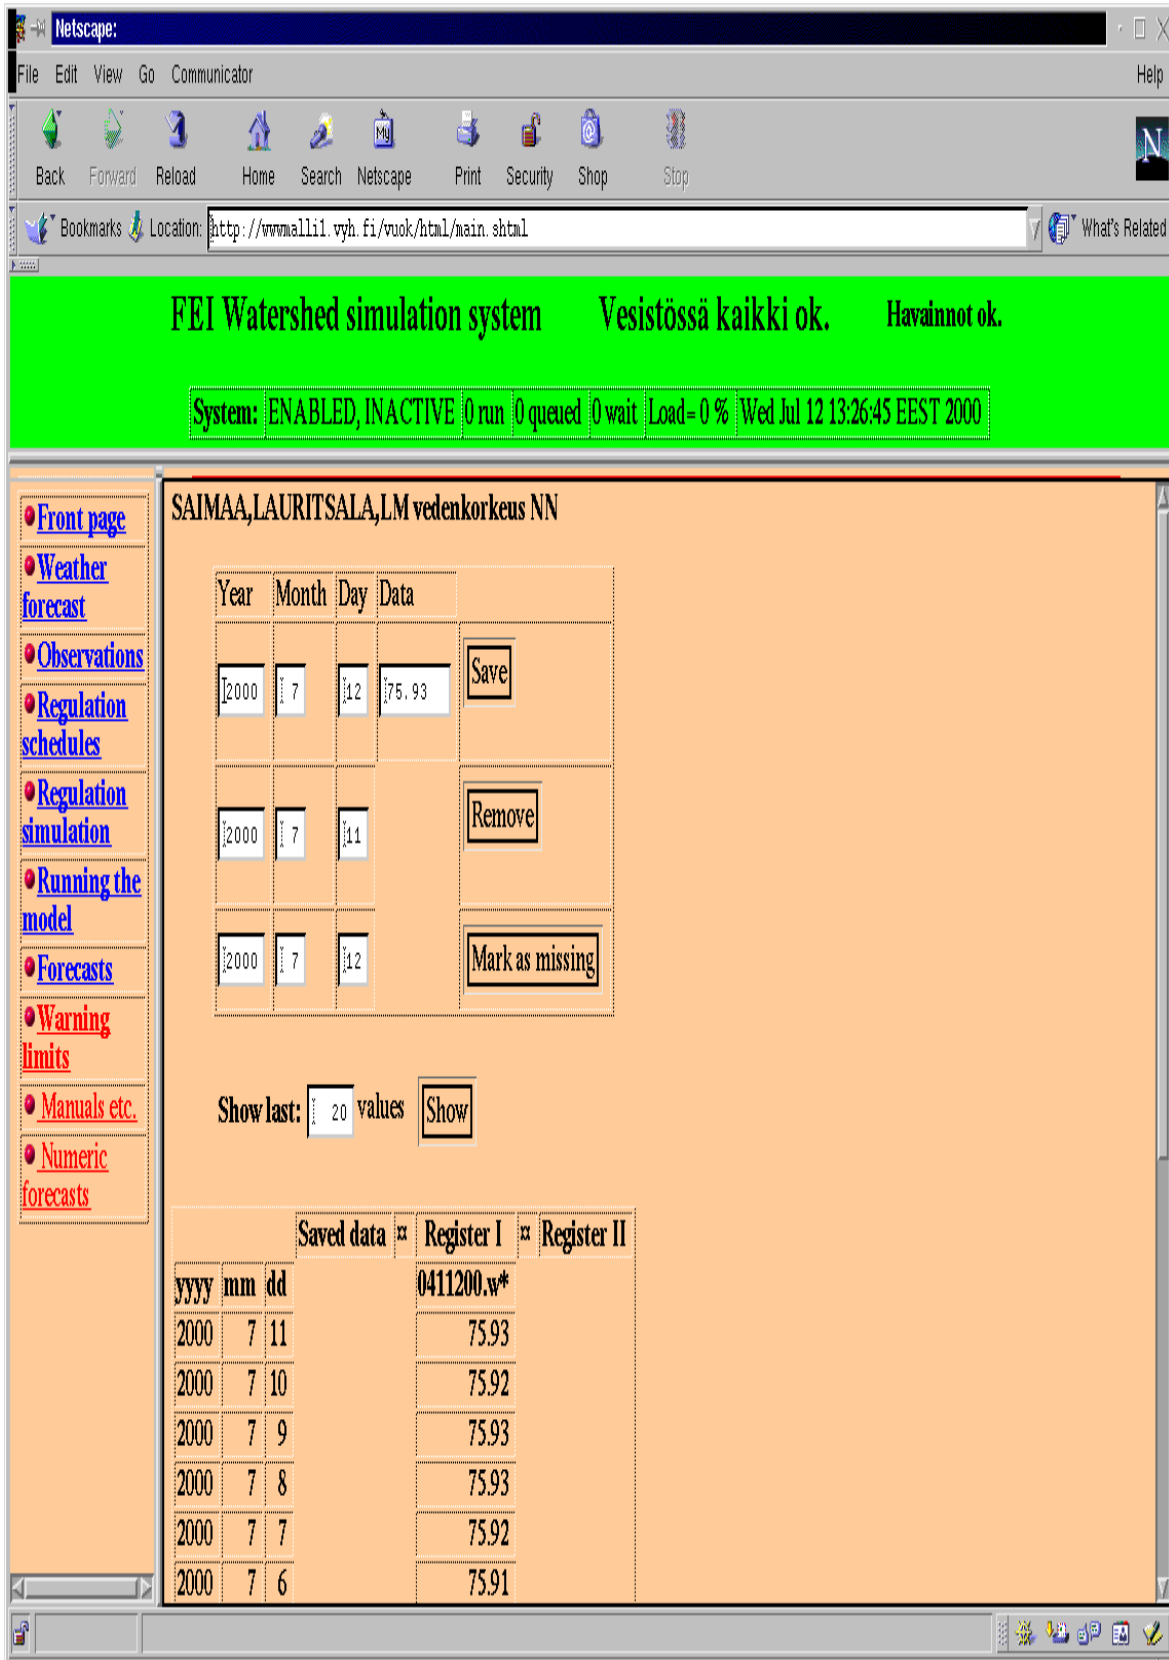 Netscape:
File Edit View Go Communicator Help
Back Forward Reload Home Search Netscape Print Security Shop Stop
My
N
Bookmarks Location: http://wwwmalli1.vyh.fi/vuok/html/main.shtml What's Related
FEI Watershed simulation system Vesistössä kaikki ok. Havainnot ok.
System: ENABLED, INACTIVE 0 run 0 queued 0 wait Load= 0 % Wed Jul 12 13:26:45 EEST 2000
Front page
Weather
forecast
Observations
Regulation
schedules
Regulation
simulation
Running the
model
Forecasts
Warning
limits
Manuals etc.
Numeric
forecasts
SAIMAA,LAURITSALA,LM vedenkorkeus NN
Year Month Day Data
2000 7 12 75.93 Save
2000 7 11 Remove
2000 7 12 Mark as missing
Show last: 20 values Show
Saved data ¤ Register I ¤ Register II
yyyy mm dd 0411200.w*
2000 7 11 75.93
2000 7 10 75.92
2000 7 9 75.93
2000 7 8 75.93
2000 7 7 75.92
2000 7 6 75.91